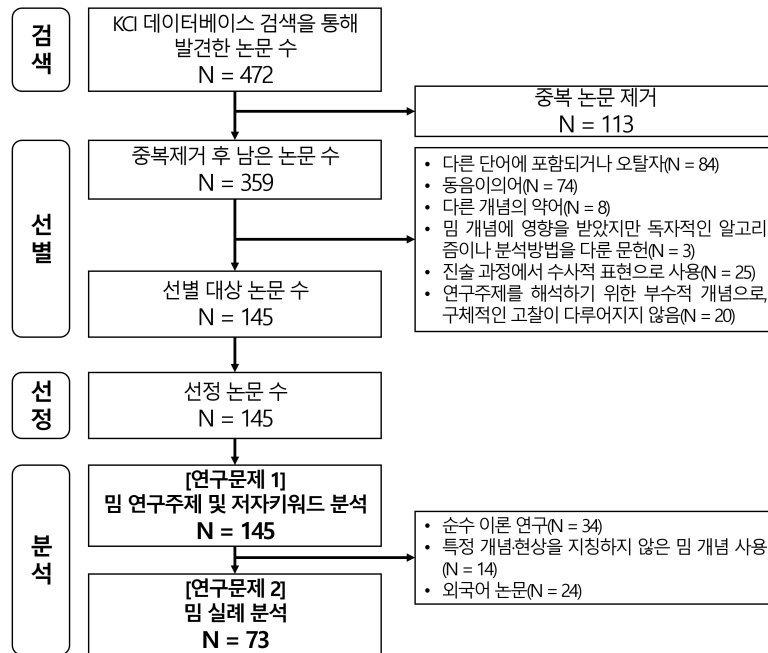 검색
KCI 데이터베이스 검색을 통해
발견한 논문 수
N = 472
중복 논문 제거
N = 113
선별
중복제거 후 남은 논문 수
N = 359
• 다른 단어에 포함되거나 오탈자(N = 84)
• 동음이의어(N = 74)
• 다른 개념의 약어(N = 8)
• 밈 개념에 영향을 받았지만 독자적인 알고리
즘이나 분석방법을 다룬 문헌(N = 3)
• 진술 과정에서 수사적 표현으로 사용(N = 25)
• 연구주제를 해석하기 위한 부수적 개념으로,
구체적인 고찰이 다루어지지 않음(N = 20)
선별 대상 논문 수
N = 145
선정
선정 논문 수
N = 145
분석
[연구문제 1]
밈 연구주제 및 저자키워드 분석
N = 145
• 순수 이론 연구(N = 34)
• 특정 개념·현상을 지칭하지 않은 밈 개념 사용
(N = 14)
• 외국어 논문(N = 24)
[연구문제 2]
밈 실례 분석
N = 73